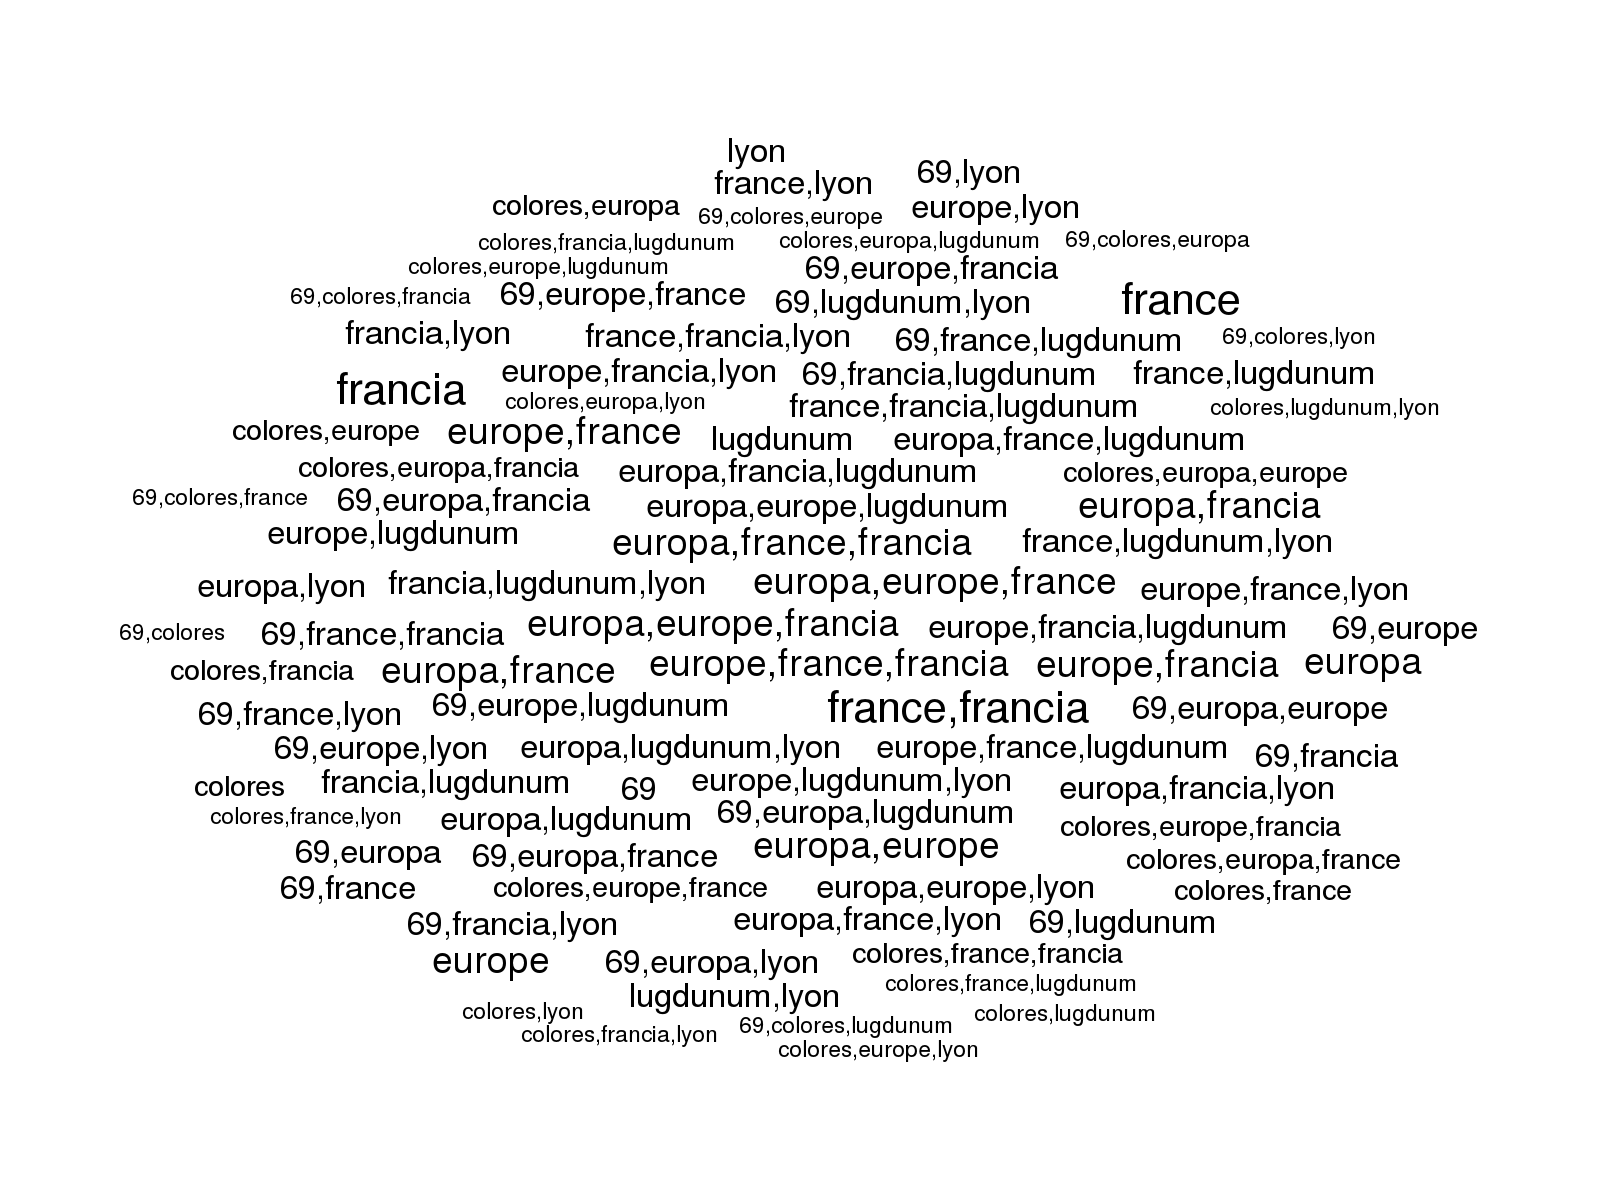 lyon
france,lyon 69,lyon
colores,europa 69,colores,europe europe,lyon
colores,francia,lugdunum colores,europa,lugdunum 69,colores,europa
colores,europe,lugdunum 69,europe,francia
69,colores,francia 69,europe,france 69,lugdunum,lyon france
francia,lyon france,francia,lyon 69,france,lugdunum 69,colores,lyon
francia europe,francia,lyon 69,francia,lugdunum france,lugdunum
colores,europa,lyon france,francia,lugdunum colores,lugdunum,lyon
colores,europe europe,france lugdunum europa,france,lugdunum
colores,europa,francia europa,francia,lugdunum colores,europa,europe
69,colores,france 69,europa,francia europa,europe,lugdunum europa,francia
europe,lugdunum europa,france,francia france,lugdunum,lyon
europa,lyon francia,lugdunum,lyon europa,europe,france europe,france,lyon
69,colores 69,france,francia europa,europe,francia europe,francia,lugdunum 69,europe
colores,francia europa,france europe,france,francia europe,francia europa
69,france,lyon 69,europe,lugdunum france,francia 69,europa,europe
69,europe,lyon europa,lugdunum,lyon europe,france,lugdunum 69,francia
colores francia,lugdunum 69 europe,lugdunum,lyon europa,francia,lyon
colores,france,lyon europa,lugdunum 69,europa,lugdunum colores,europe,francia
69,europa 69,europa,france europa,europe colores,europa,france
69,france colores,europe,france europa,europe,lyon colores,france
69,francia,lyon europa,france,lyon 69,lugdunum
europe 69,europa,lyon colores,france,francia
lugdunum,lyon colores,france,lugdunum
colores,lyon colores,lugdunum
colores,francia,lyon 69,colores,lugdunum
colores,europe,lyon